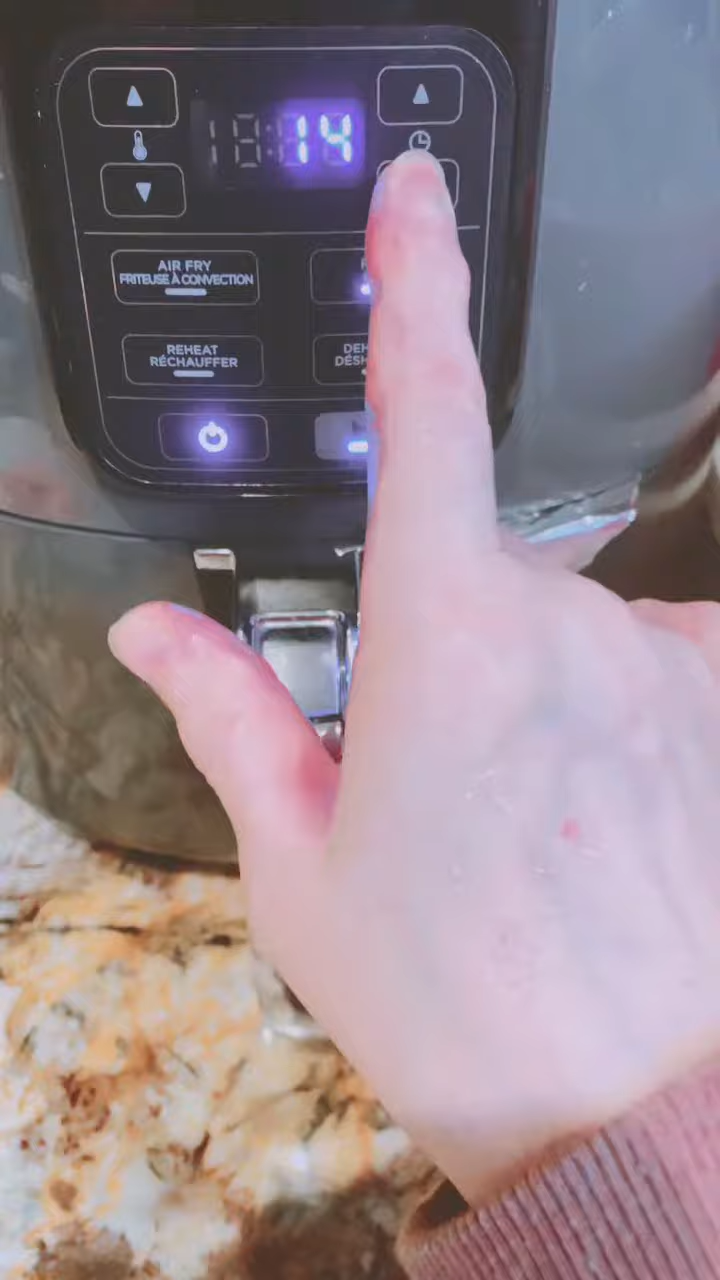 14
AIR FRY
FRITEUSE À CONVECTION
REHEAT
RÉCHAUFFER